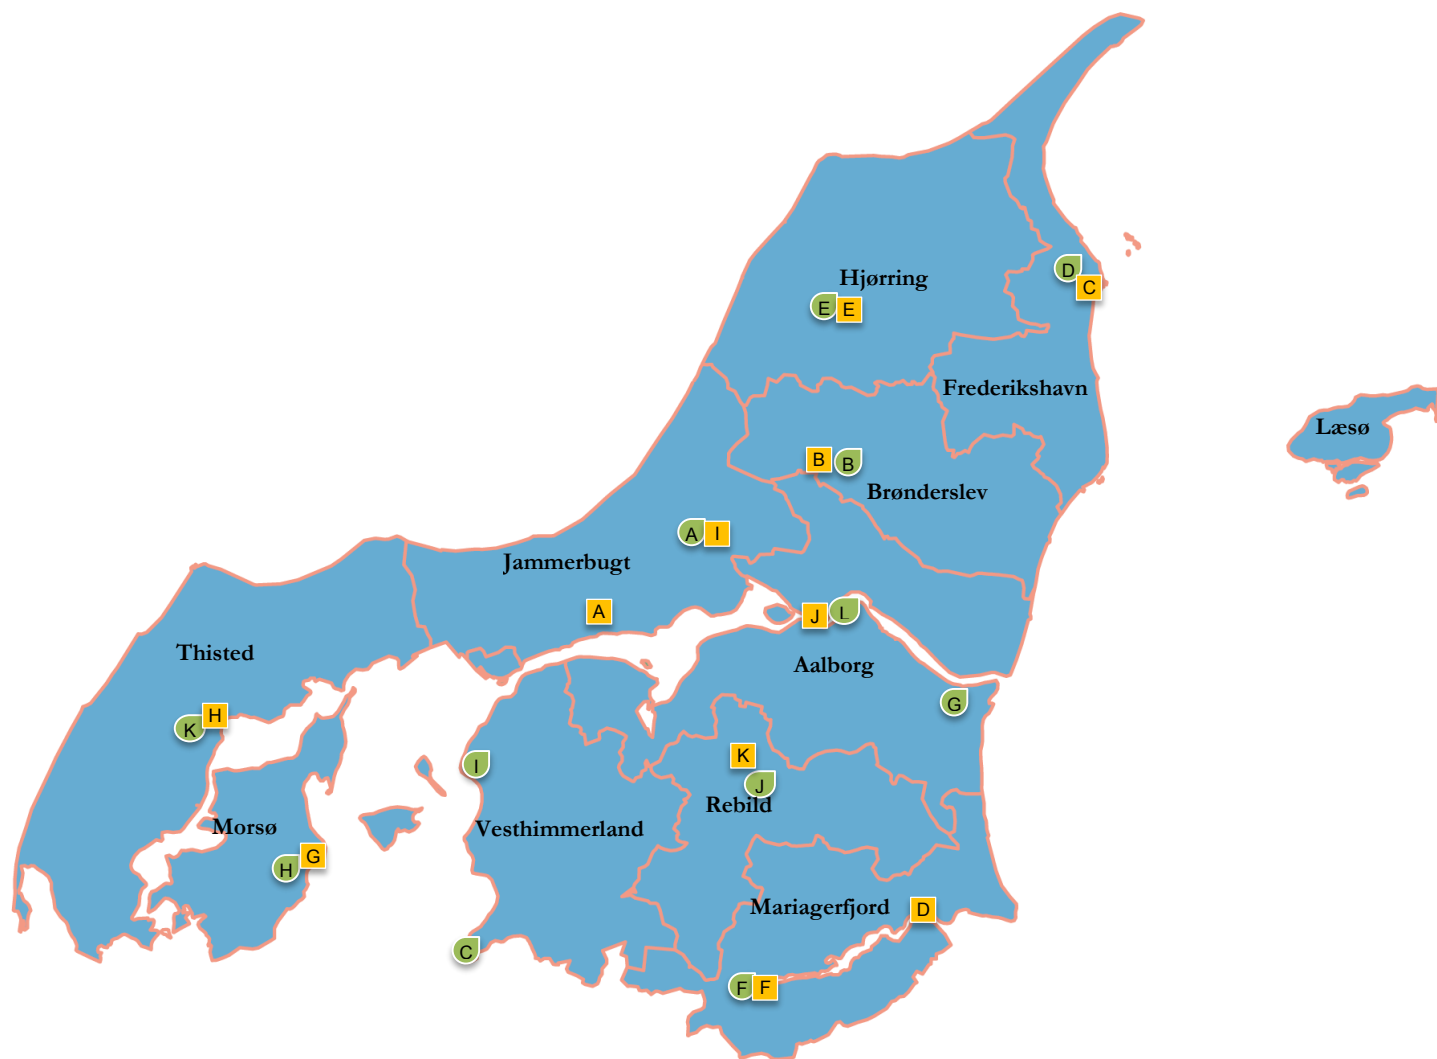 D
C
Hjørring
E E
Frederikshavn
Læsø
B B
Brønderslev
A I
Jammerbugt
A
J L
Thisted
Aalborg
G
H
K
K
I
J
Rebild
Morsø
Vesthimmerland
G
H
Mariagerfjord D
C
F F